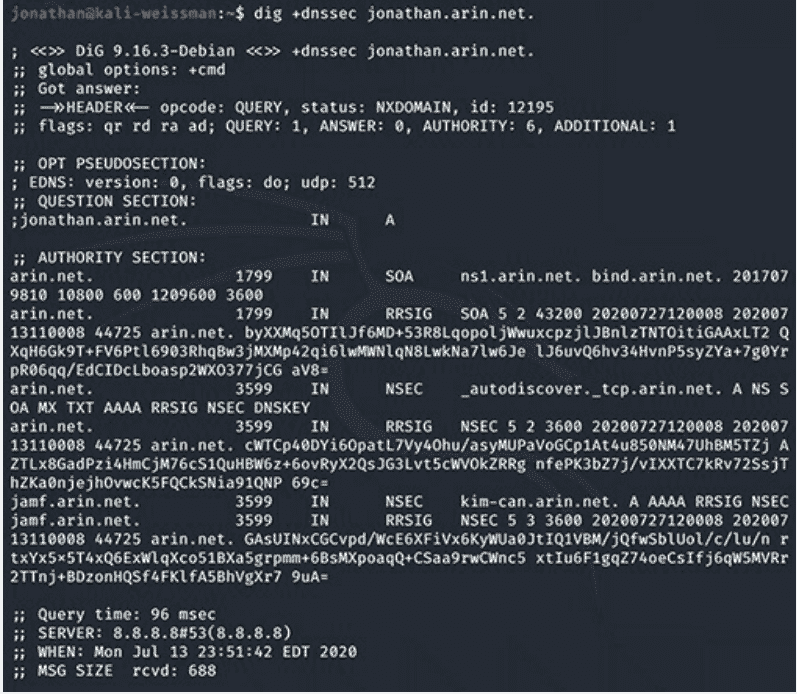 jonathan@kali-weissman:~$ dig +dnssec jonathan.arin.net.
; <<>> DiG 9.16.3-Debian <<>> +dnssec jonathan.arin.net.
;; global options: +cmd
;; Got answer:
;; ->>HEADER<<- opcode: QUERY, status: NXDOMAIN, id: 12195
;; flags: qr rd ra ad; QUERY: 1, ANSWER: 0, AUTHORITY: 6, ADDITIONAL: 1
;; OPT PSEUDOSECTION:
; EDNS: version: 0, flags: do; udp: 512
;; QUESTION SECTION:
;jonathan.arin.net. IN A
;; AUTHORITY SECTION:
arin.net. 1799 IN SOA ns1.arin.net. bind.arin.net. 201707
9810 10800 600 1209600 3600
arin.net. 1799 IN RRSIG SOA 5 2 43200 20200727120008 202007
13110008 44725 arin.net. byXXMq5OTIlJf6MD+53R8LqopoljWwuxcpzjlJBnlzTNTOitiGAAxLT2 Q
XqH6Gk9T+FV6Ptl6903RhqBw3jMXMp42qi6lwMWNlqN8LwkNa7lw6Je lJ6uvQ6hv34HvnP5syZYa+7g0Yr
pR06qq/EdCIDcLboasp2WXO377jCG aV8=
arin.net. 3599 IN NSEC _autodiscover._tcp.arin.net. A NS S
OA MX TXT AAAA RRSIG NSEC DNSKEY
arin.net. 3599 IN RRSIG NSEC 5 2 3600 20200727120008 202007
13110008 44725 arin.net. cWTCp40DYi6OpatL7Vy4Ohu/asyMUPaVoGCp1At4u850NM47UhBM5TZj A
ZTLx8GadPzi4HmCjM76cS1QuHBW6z+6ovRyX2QsJG3Lvt5cWVOkZRRg nfePK3bZ7j/vIXXTC7kRv72SsjT
hZKa0njejhOvwcK5FQCkSNia91QNP 69c=
jamf.arin.net. 3599 IN NSEC kim-can.arin.net. A AAAA RRSIG NSEC
jamf.arin.net. 3599 IN RRSIG NSEC 5 3 3600 20200727120008 202007
13110008 44725 arin.net. GAsUINxCGCvpd/WcE6XFiVx6KyWUa0JtIQ1VBM/jQfwSblUol/c/lu/n r
txYx5×5T4xQ6ExWlqXco51BXa5grpmm+6BsMXpoaqQ+CSaa9rwCWnc5 xtIu6F1gqZ74oeCsIfj6qW5MVRr
2TTnj+BDzonHQSf4FKlfA5BhVgXr7 9uA=
;; Query time: 96 msec
;; SERVER: 8.8.8.8#53(8.8.8.8)
;; WHEN: Mon Jul 13 23:51:42 EDT 2020
;; MSG SIZE rcvd: 688